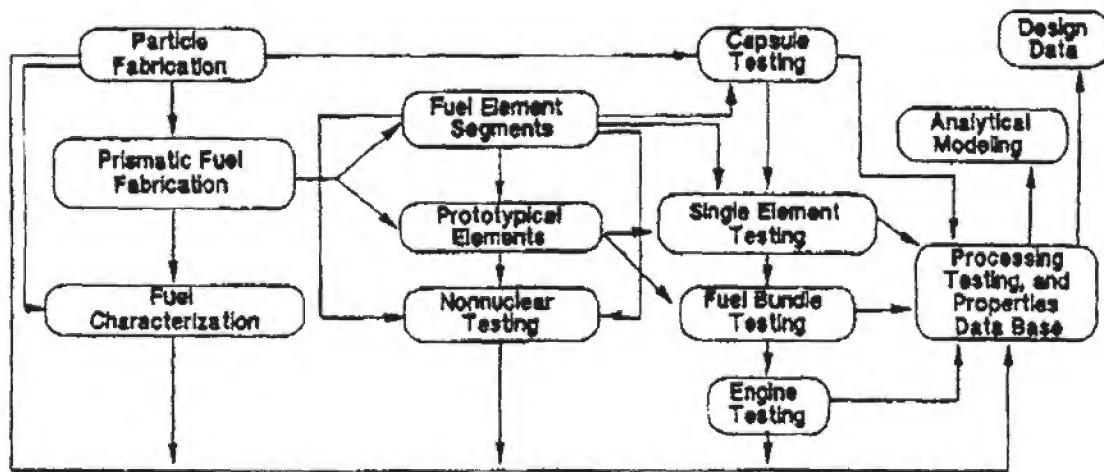 Particle
Fabrication
Capsule
Testing
Design
Data
Fuel Element
Segments
Analytical
Modeling
Prismatic Fuel
Fabrication
Prototypical
Elements
Single Element
Testing
Processing
Testing, and
Properties
Data Base
Fuel
Characterization
Nonnuclear
Testing
Fuel Bundle
Testing
Engine
Testing